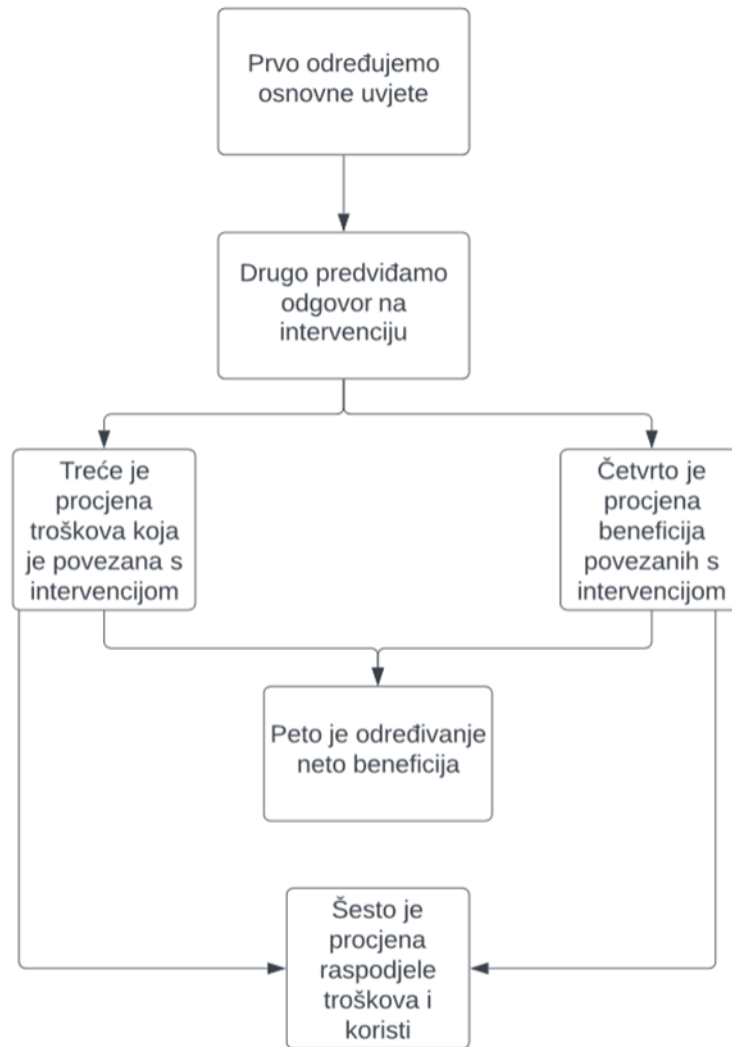 Prvo određujemo
osnovne uvjete
Drugo predviđamo
odgovor na
intervenciju
Treće je
procjena
troškova koja
je povezana s
intervencijom
Četvrto je
procjena
beneficija
povezanih s
intervencijom
Peto je određivanje
neto beneficija
Šesto je
procjena
raspodjele
troškova i
koristi